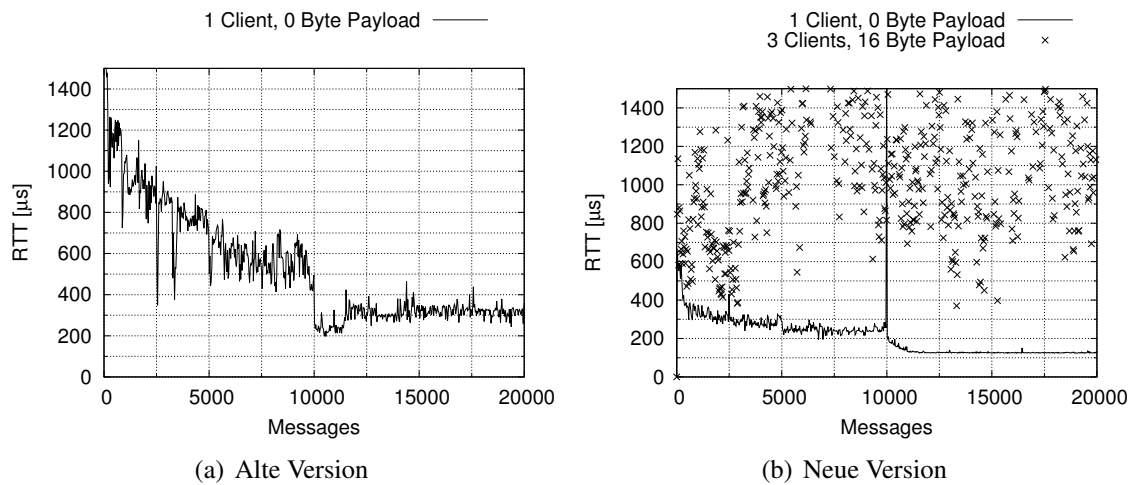 1 Client, 0 Byte Payload
1400
1200
1000
800
600
400
200
0
RTT [µs]
0 5000 10000 15000 20000
Messages
(a) Alte Version
1 Client, 0 Byte Payload
3 Clients, 16 Byte Payload
1400
1200
1000
800
600
400
200
0
RTT [µs]
0 5000 10000 15000 20000
Messages
(b) Neue Version